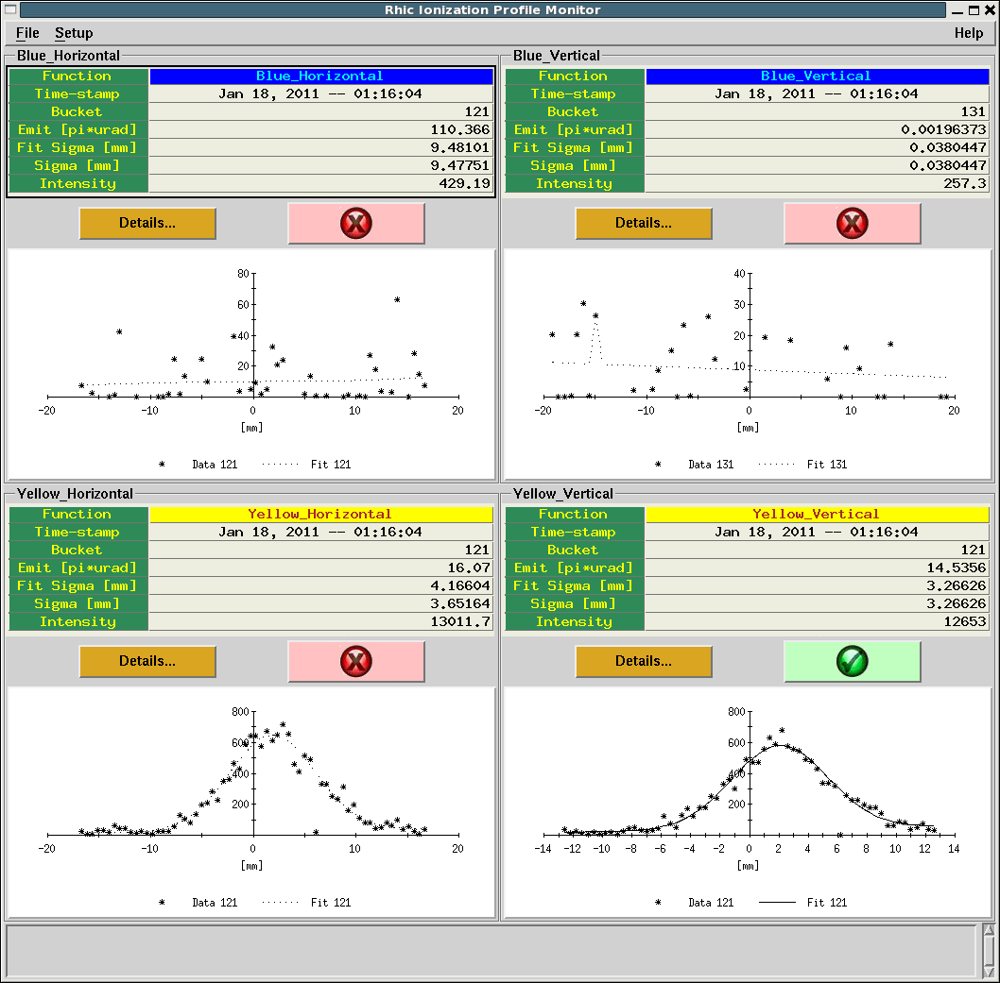 Rhic Ionization Profile Monitor
File Setup Help
Blue_Horizontal
Function Blue_Horizontal
Time-stamp Jan 18, 2011 -- 01:16:04
Bucket 121
Emit [pi*urad] 110.366
Fit Sigma [mm] 9.48101
Sigma [mm] 9.47751
Intensity 429.19
Details...
80
60
40
20
-20 -10 0 10 20
[mm]
Data 121 Fit 121
Blue_Vertical
Function Blue_Vertical
Time-stamp Jan 18, 2011 -- 01:16:04
Bucket 131
Emit [pi*urad] 0.00196373
Fit Sigma [mm] 0.0380447
Sigma [mm] 0.0380447
Intensity 257.3
Details...
40
30
20
10
-20 -10 0 10 20
[mm]
Data 131 Fit 131
Yellow_Horizontal
Function Yellow_Horizontal
Time-stamp Jan 18, 2011 -- 01:16:04
Bucket 121
Emit [pi*urad] 16.07
Fit Sigma [mm] 4.16604
Sigma [mm] 3.65164
Intensity 13011.7
Details...
800
600
400
200
-20 -10 0 10 20
[mm]
Data 121 Fit 121
Yellow_Vertical
Function Yellow_Vertical
Time-stamp Jan 18, 2011 -- 01:16:04
Bucket 121
Emit [pi*urad] 14.5356
Fit Sigma [mm] 3.26626
Sigma [mm] 3.26626
Intensity 12653
Details...
800
600
400
200
-14 -12 -10 -8 -6 -4 -2 0 2 4 6 8 10 12 14
[mm]
Data 121 Fit 121